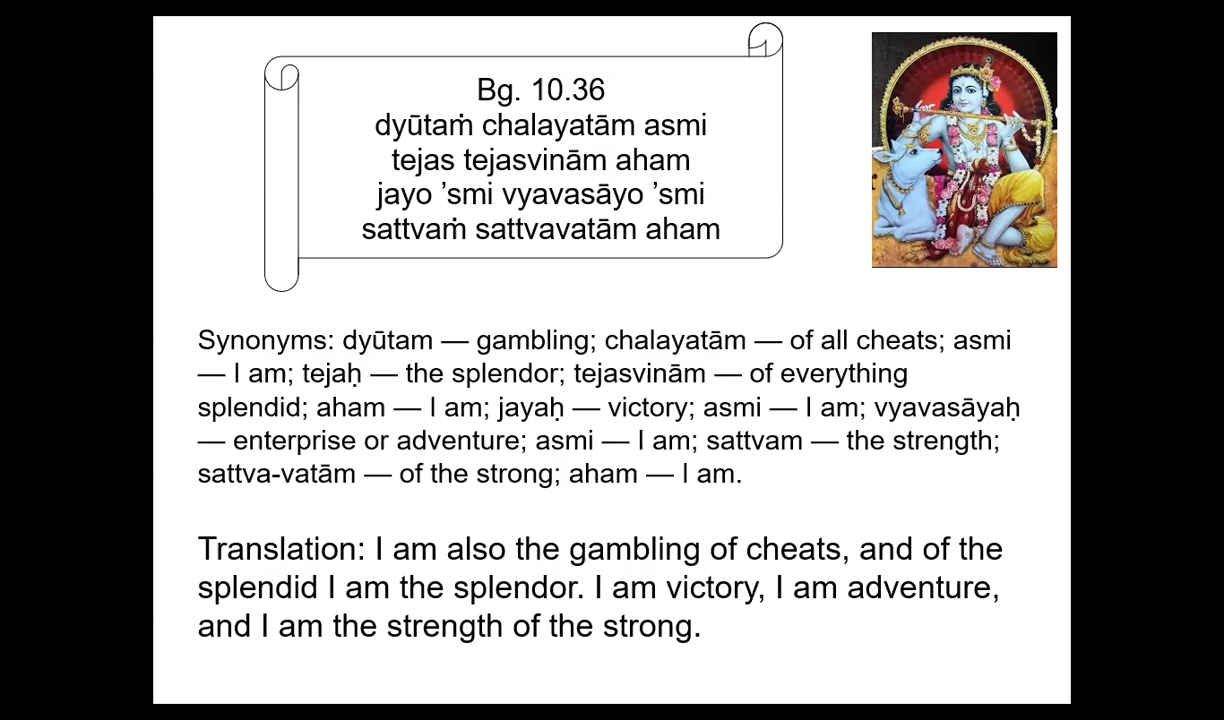 Bg. 10.36
dyūtaṁ chalayatām asmi
tejas tejasvinām aham
jayo ’smi vyavasāyo ’smi
sattvaṁ sattvavatām aham
Synonyms: dyūtam — gambling; chalayatām — of all cheats; asmi
— I am; tejaḥ — the splendor; tejasvinām — of everything
splendid; aham — I am; jayaḥ — victory; asmi — I am; vyavasāyaḥ
— enterprise or adventure; asmi — I am; sattvam — the strength;
sattva-vatām — of the strong; aham — I am.
Translation: I am also the gambling of cheats, and of the
splendid I am the splendor. I am victory, I am adventure,
and I am the strength of the strong.